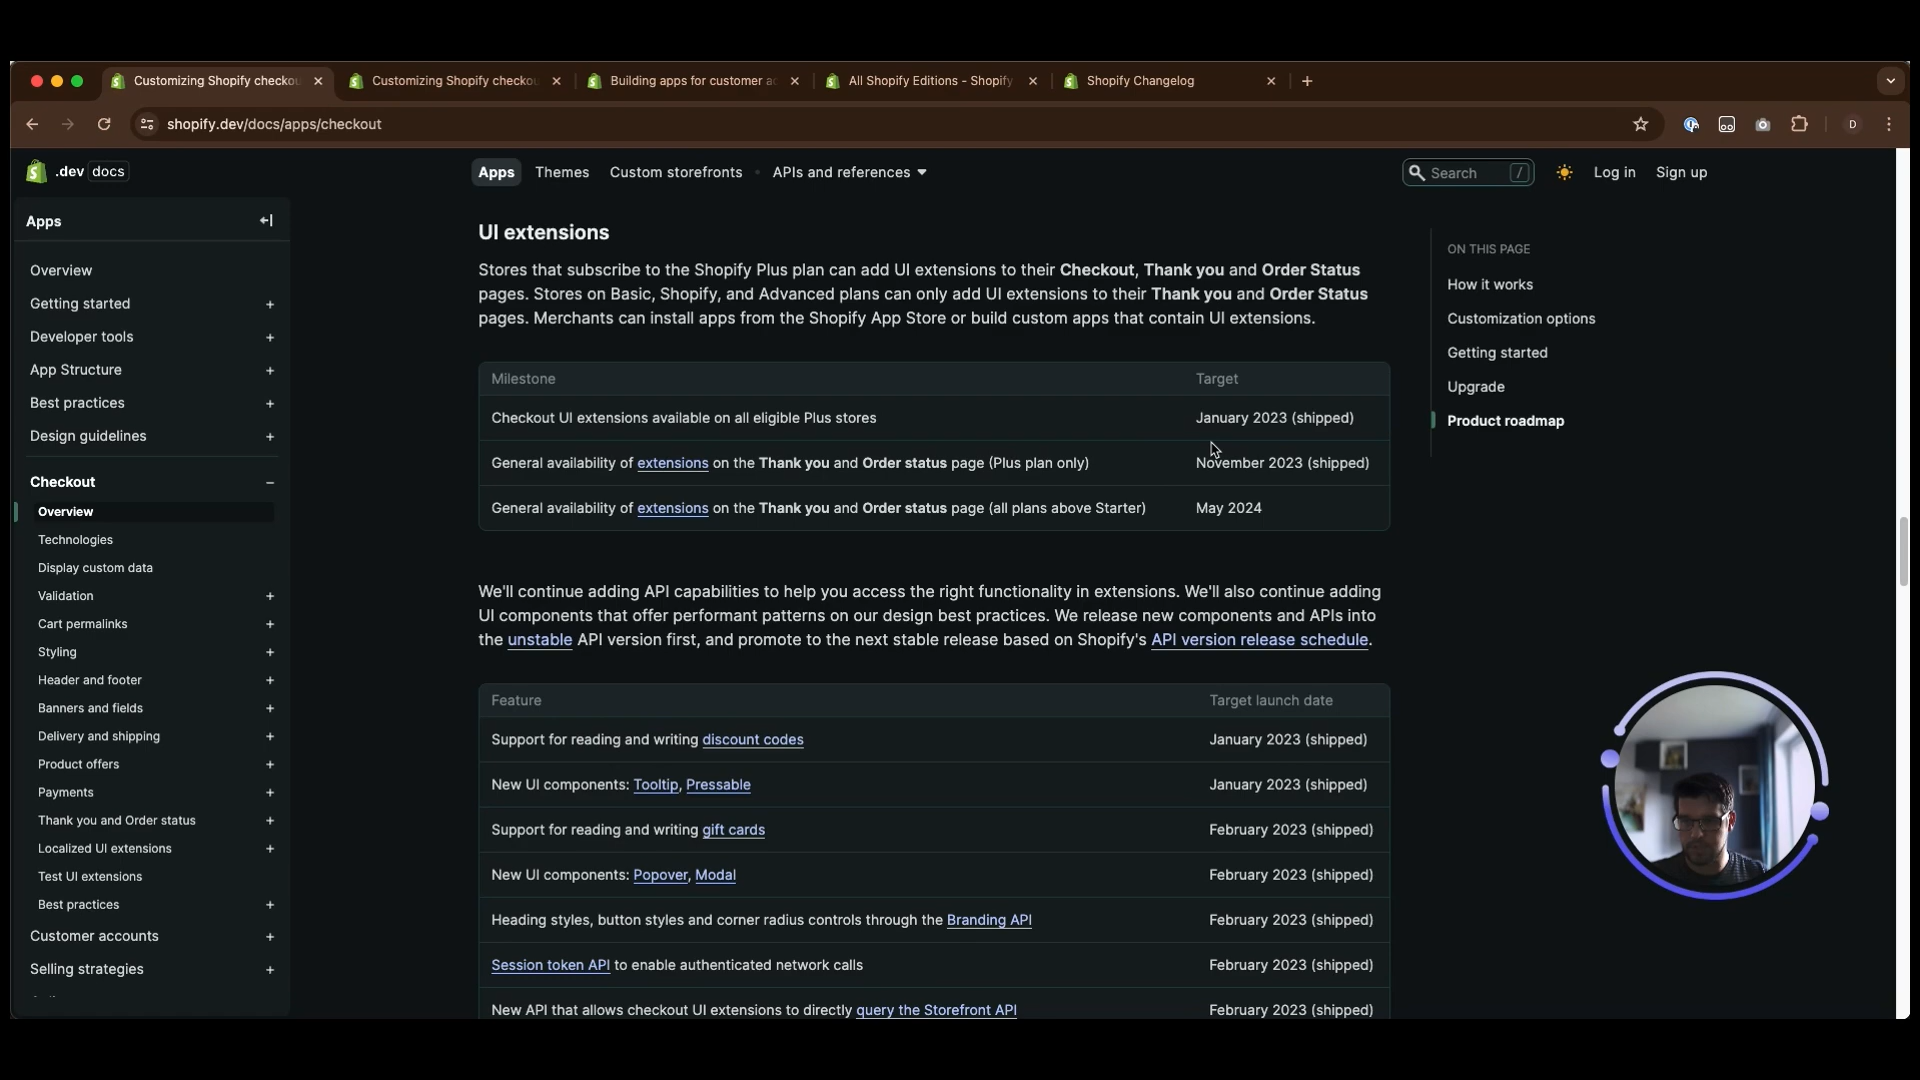 Customizing Shopify checkou
Customizing Shopify checkou
Building apps for customer ac
All Shopify Editions - Shopify
Shopify Changelog
shopify.dev/docs/apps/checkout
D
.dev docs
Apps
Themes
Custom storefronts
APIs and references
Search /
Log in
Sign up
Apps
Overview
Getting started
Developer tools
App Structure
Best practices
Design guidelines
Checkout
Overview
Technologies
Display custom data
Validation
Cart permalinks
Styling
Header and footer
Banners and fields
Delivery and shipping
Product offers
Payments
Thank you and Order status
Localized UI extensions
Test UI extensions
Best practices
Customer accounts
Selling strategies
UI extensions
Stores that subscribe to the Shopify Plus plan can add UI extensions to their Checkout, Thank you and Order Status
pages. Stores on Basic, Shopify, and Advanced plans can only add UI extensions to their Thank you and Order Status
pages. Merchants can install apps from the Shopify App Store or build custom apps that contain UI extensions.
Milestone Target
Checkout UI extensions available on all eligible Plus stores January 2023 (shipped)
General availability of extensions on the Thank you and Order status page (Plus plan only) November 2023 (shipped)
General availability of extensions on the Thank you and Order status page (all plans above Starter) May 2024
We'll continue adding API capabilities to help you access the right functionality in extensions. We'll also continue adding
UI components that offer performant patterns on our design best practices. We release new components and APIs into
the unstable API version first, and promote to the next stable release based on Shopify's API version release schedule.
Feature Target launch date
Support for reading and writing discount codes January 2023 (shipped)
New UI components: Tooltip, Pressable January 2023 (shipped)
Support for reading and writing gift cards February 2023 (shipped)
New UI components: Popover, Modal February 2023 (shipped)
Heading styles, button styles and corner radius controls through the Branding API February 2023 (shipped)
Session token API to enable authenticated network calls February 2023 (shipped)
New API that allows checkout UI extensions to directly query the Storefront API February 2023 (shipped)
ON THIS PAGE
How it works
Customization options
Getting started
Upgrade
Product roadmap